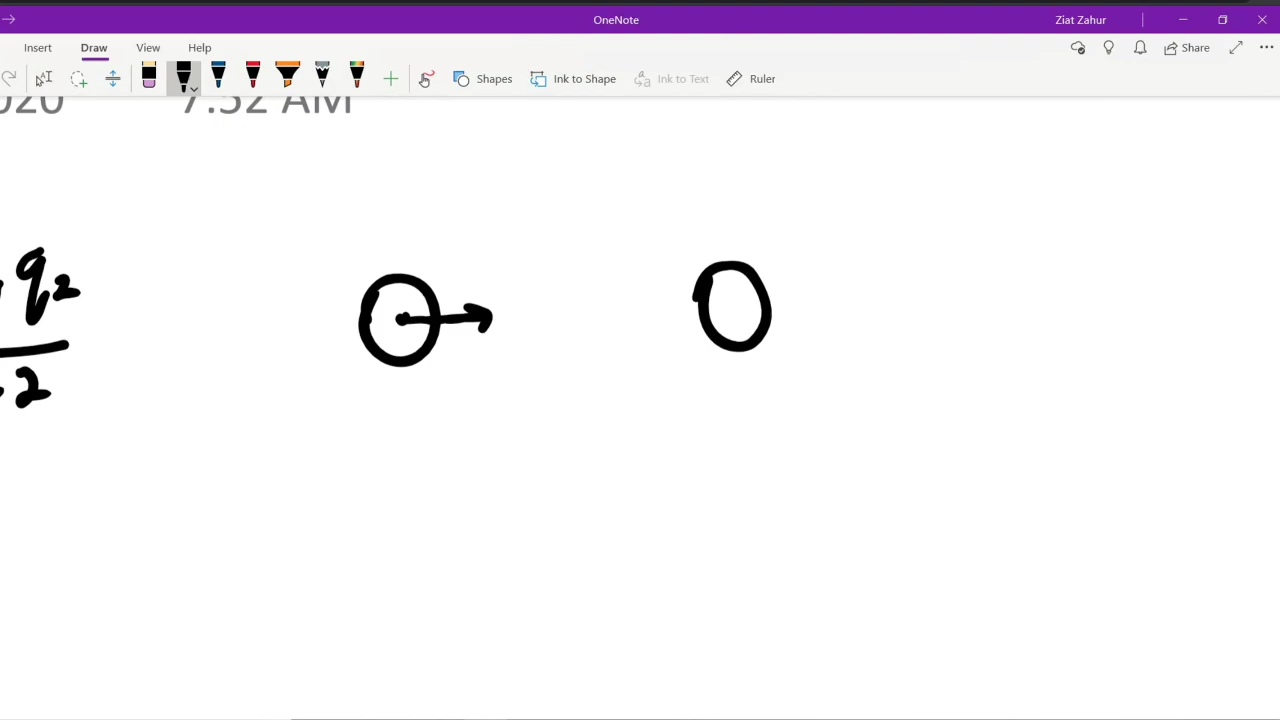 OneNote
Ziat Zahur
Insert Draw View Help
Share
Shapes Ink to Shape Ink to Text Ruler
020 7:52 AM
q2
2